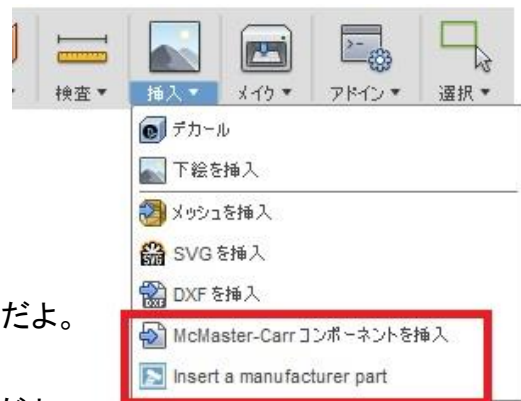 検査▼ 挿入▼ メイク▼ アドイン▼ 選択▼
デカール
下絵を挿入
メッシュを挿入
SVG
SVG を挿入
DXF
DXF を挿入
だよ。
McMaster-Carr コンポーネントを挿入
Insert a manufacturer part